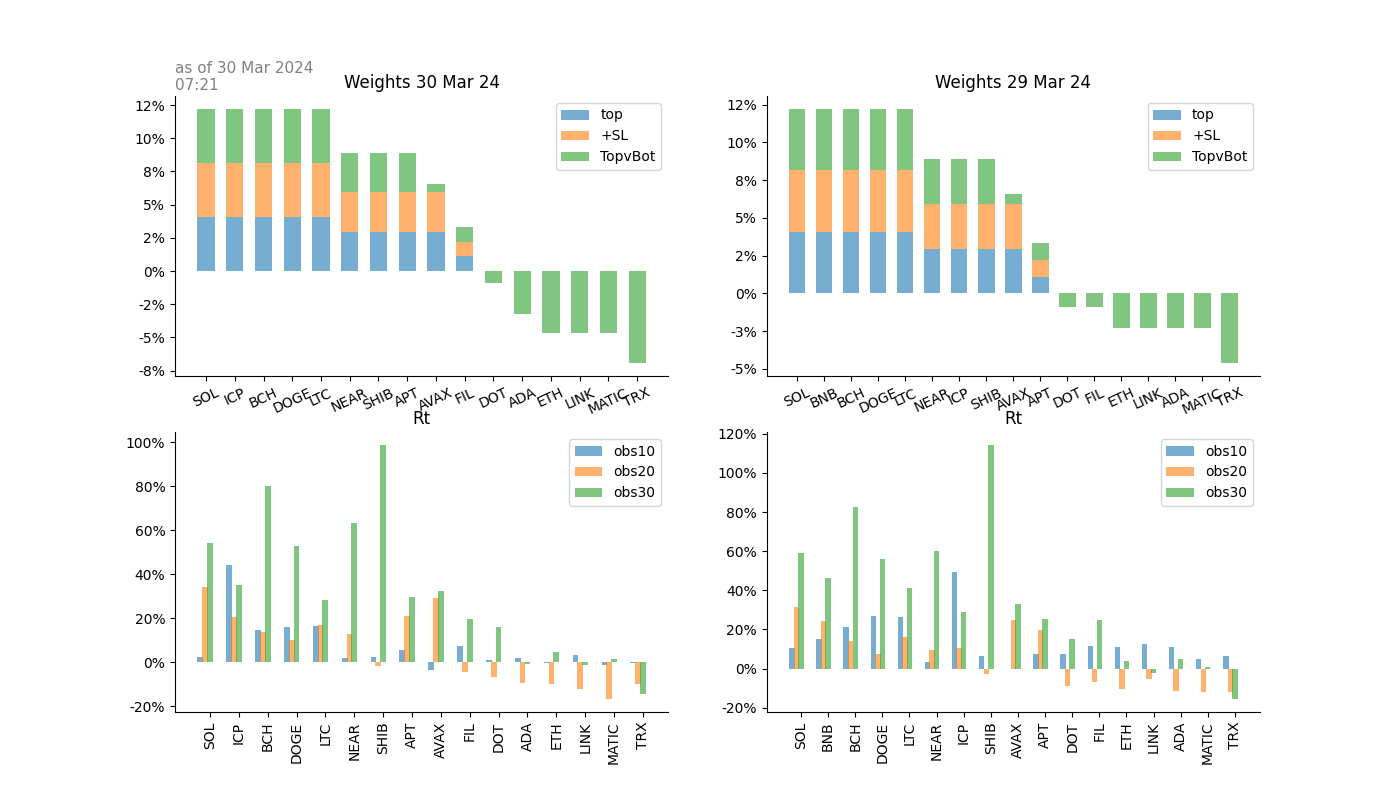 as of 30 Mar 2024
07:21
Weights 30 Mar 24
12%
10%
8%
5%
2%
0%
-2%
-5%
-8%
top
+SL
TopvBot
SOL ICP BCH DOGE LTC NEAR SHIB APT AVAX FIL DOT ADA ETH LINK MATIC TRX
Weights 29 Mar 24
12%
10%
8%
5%
2%
0%
-3%
-5%
top
+SL
TopvBot
SOL BNB BCH DOGE LTC NEAR ICP SHIB AVAX APT DOT FIL ETH LINK ADA MATIC TRX
Rt
100%
80%
60%
40%
20%
0%
-20%
obs10
obs20
obs30
SOL ICP BCH DOGE LTC NEAR SHIB APT AVAX FIL DOT ADA ETH LINK MATIC TRX
Rt
120%
100%
80%
60%
40%
20%
0%
-20%
obs10
obs20
obs30
SOL BNB BCH DOGE LTC NEAR ICP SHIB AVAX APT DOT FIL ETH LINK ADA MATIC TRX